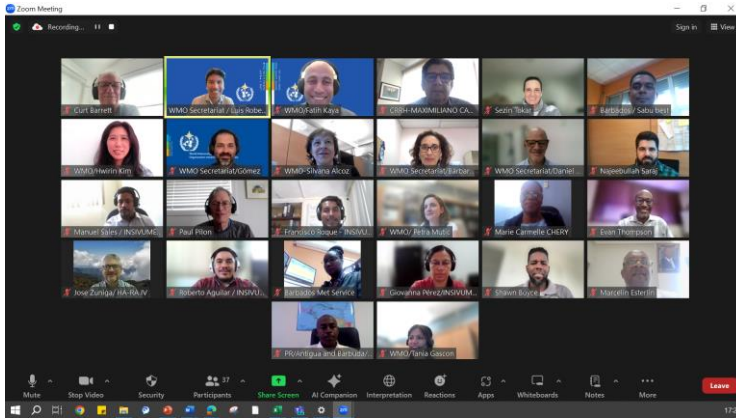 Zoom Meeting
Recording...
Sign in
View
Curt Barrett
WMO Secretariat / Luis Robe...
WMO/Fatih Kaya
CRRH-MAXIMILIANO CA...
Sezin Tokar
Barbados / Sabu best
WMO/Hwirin Kim
WMO Secretariat/Gómez
WMO-Silvana Alcoz
WMO Secretariat/Bárbar...
WMO Secretariat/Daniel...
Najeebullah Saraj
Manuel Sales / INSIVUME...
Paul Pilon
Francisco Roque - INSIVU...
WMO/ Petra Mutic
Marie Carmelle CHERY
Evan Thompson
Jose Zuniga/ HA-RA IV
Roberto Aguilar / INSIVU...
Barbados Met Service
Giovanna Pérez/INSIVUM...
Shawn Boyce
Marcelin Esterlin
PR/Antigua and Barbuda/...
WMO/Tania Gascon
Mute
Stop Video
Security
Participants
37
Share Screen
AI Companion
Interpretation
Reactions
Apps
Whiteboards
Notes
More
Leave